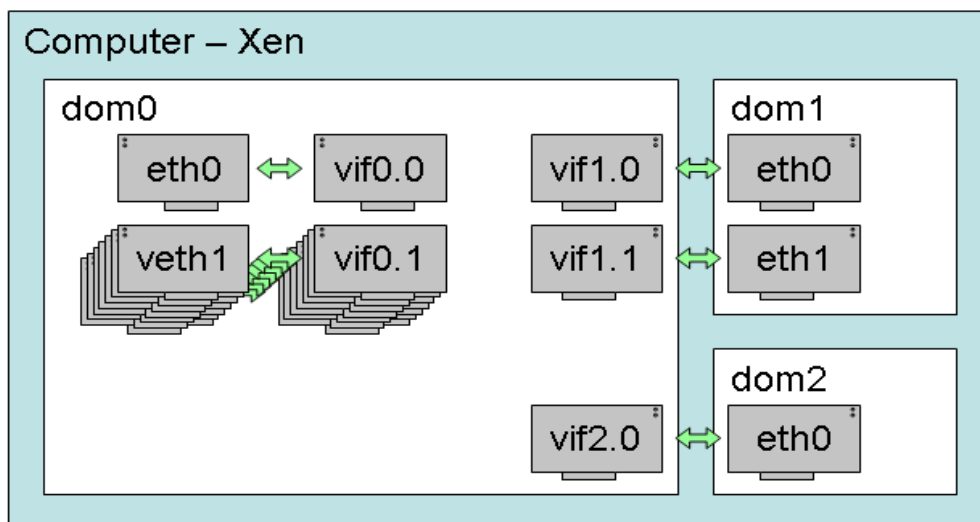 Computer – Xen
dom0
eth0
vif0.0
veth1
vif0.1
vif1.0
vif1.1
vif2.0
dom1
eth0
eth1
dom2
eth0